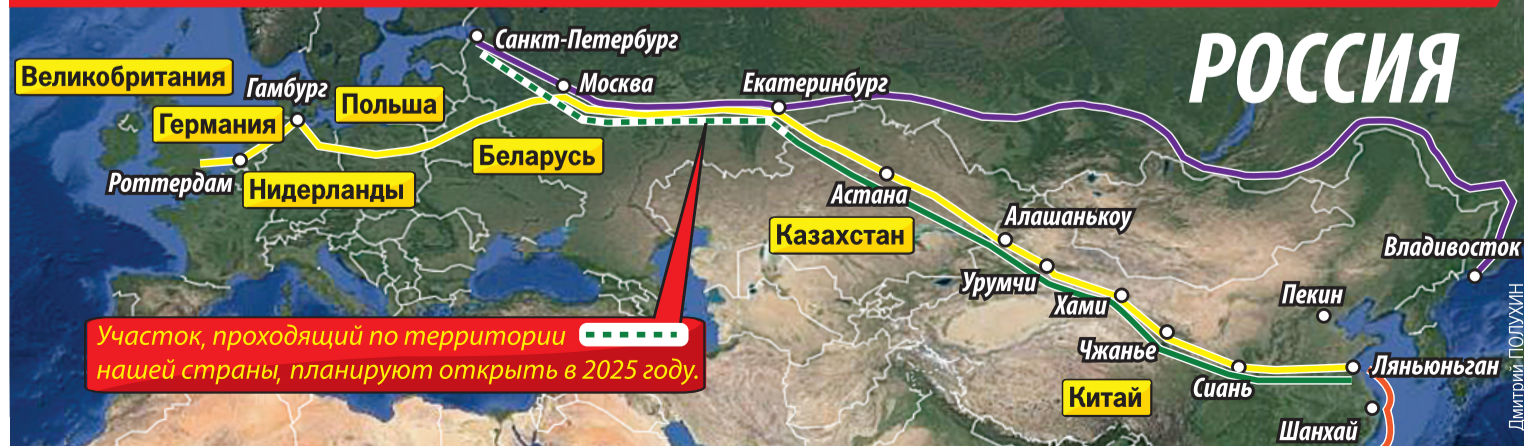 Санкт-Петербург
РОССИЯ
Великобритания
Гамбург
Польша
Москва
Екатеринбург
Германия
Беларусь
Роттердам
Нидерланды
Астана
Алашанькоу
Казахстан
Владивосток
Урумчи
Хами
Пекин
Участок, проходящий по территории
нашей страны, планируют открыть в 2025 году.
Чжанье
Сиань
Ляньюньган
Китай
Шанхай
Дмитрий ПОЛУХИН